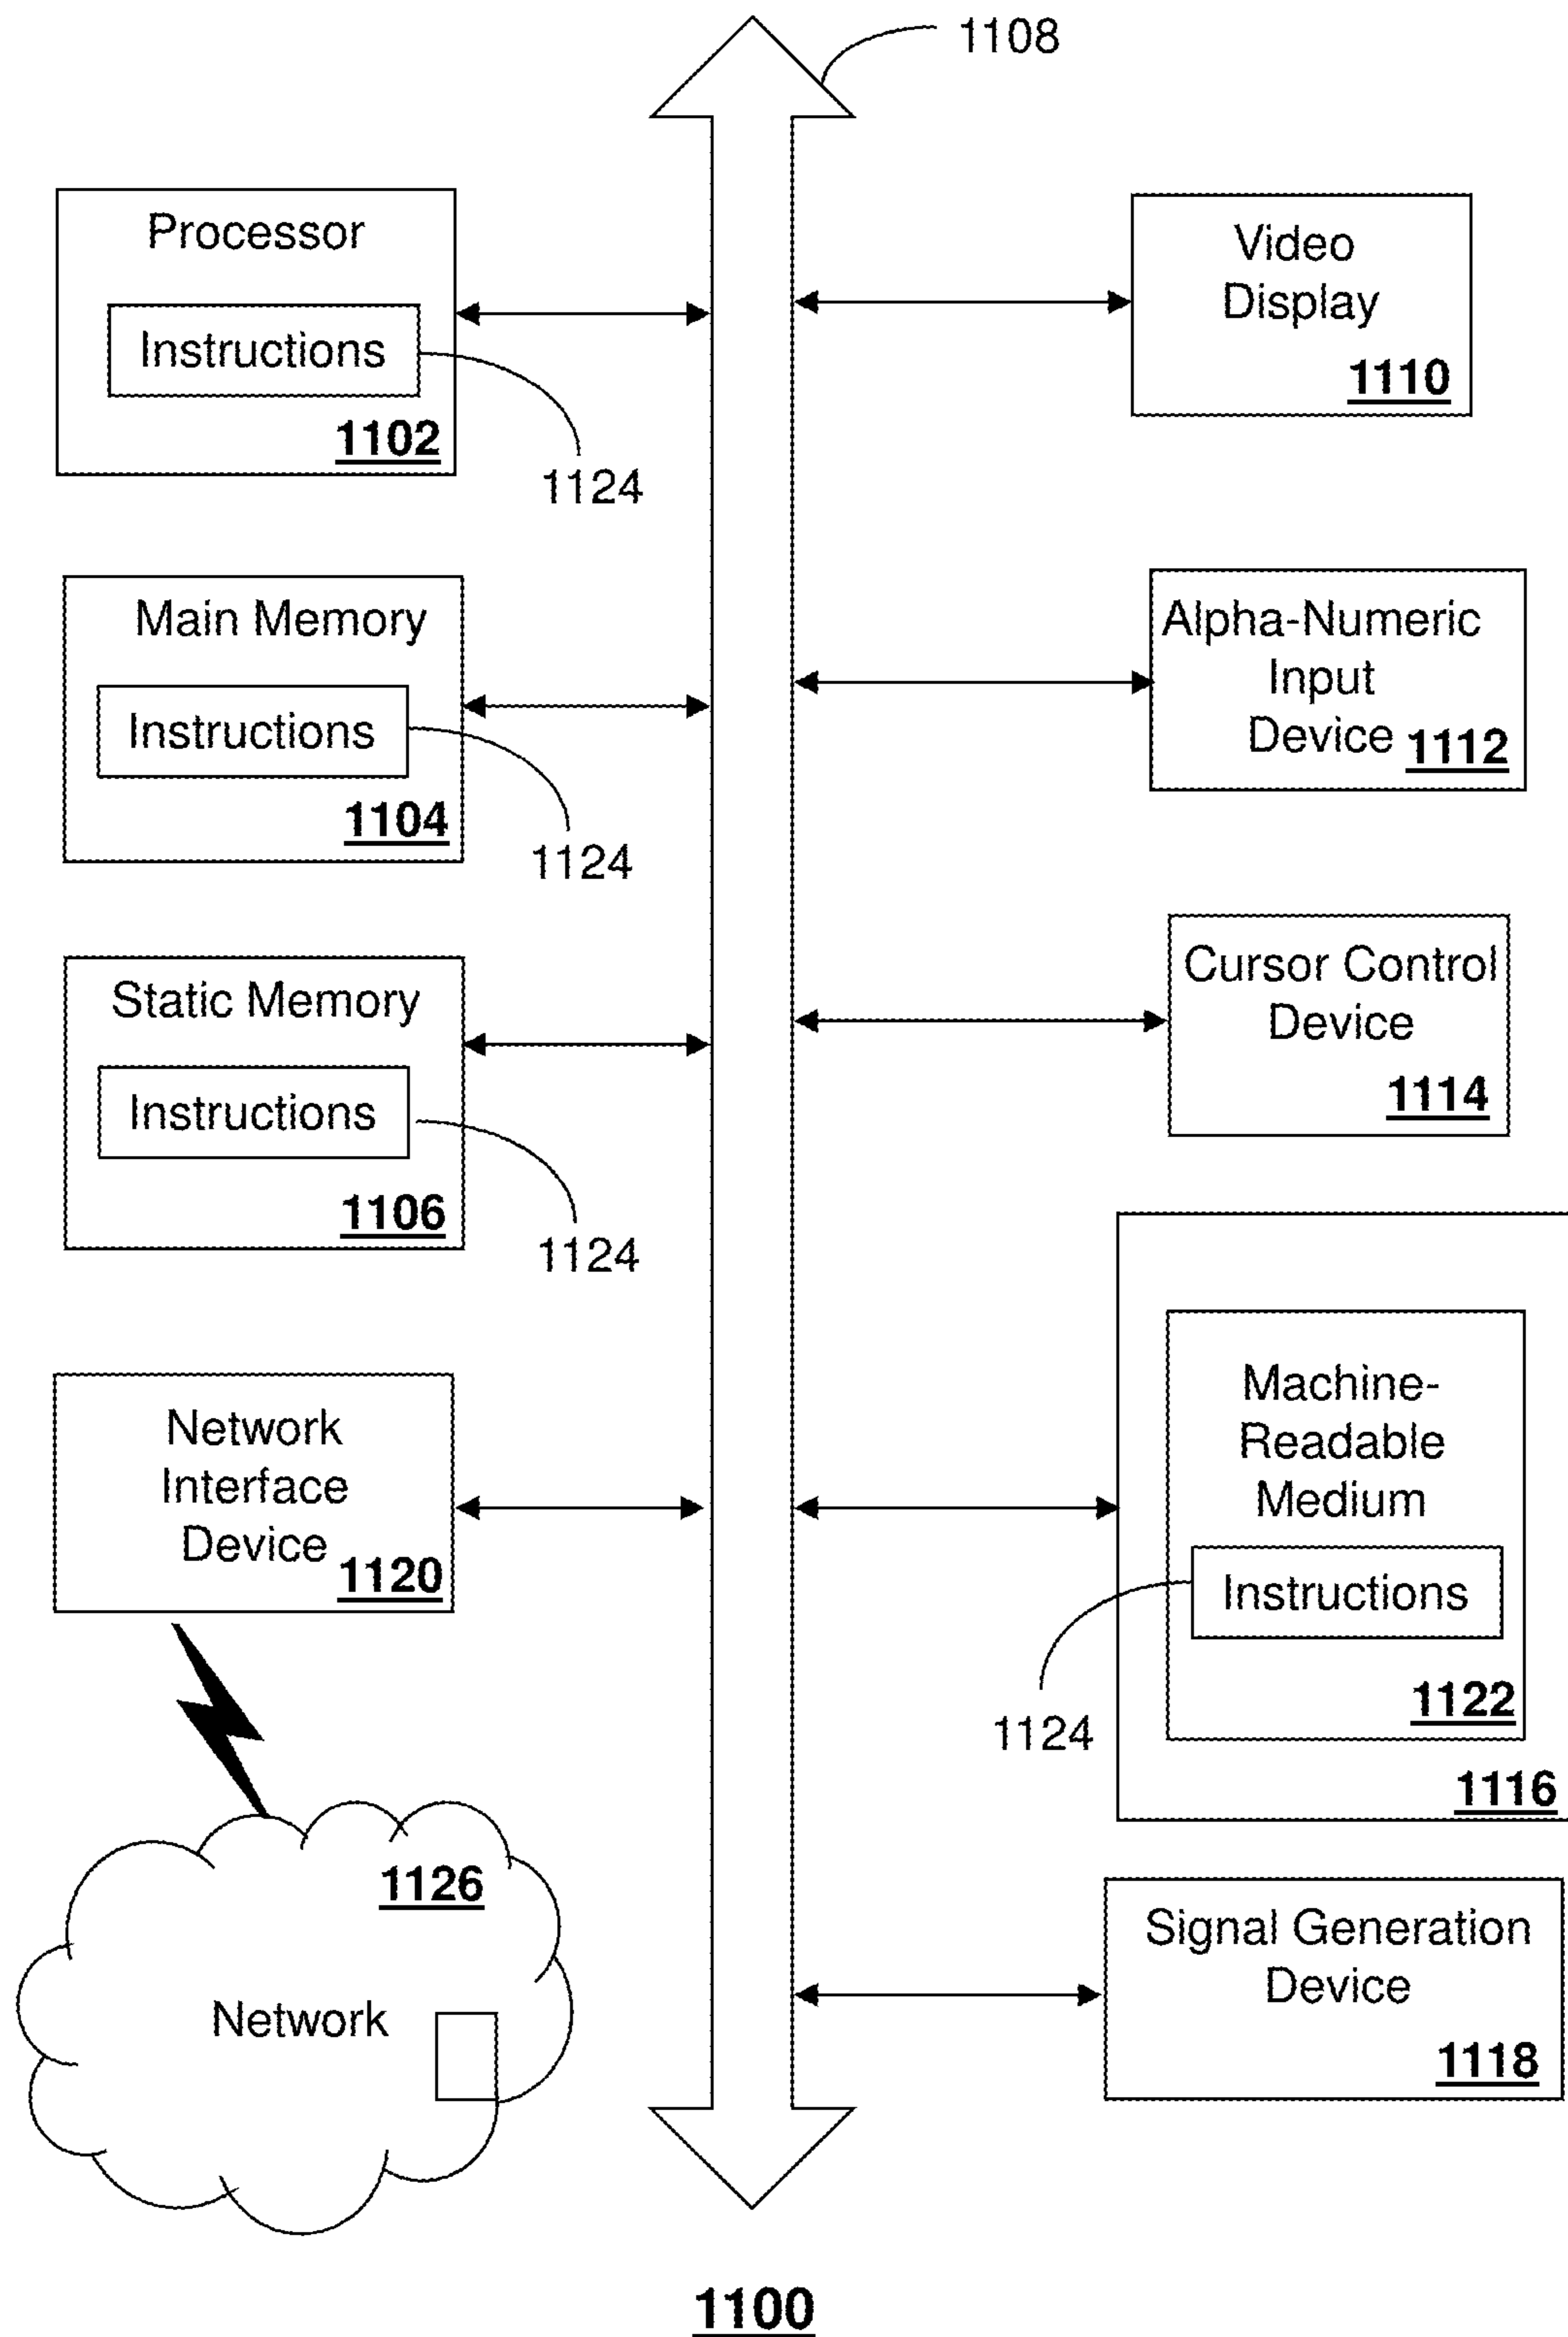 1108
Processor
Instructions
1102
1124
Main Memory
Instructions
1104
1124
Static Memory
Instructions
1106
1124
Network
Interface
Device
1120
1126
Network
Video
Display
1110
Alpha-Numeric
Input
Device
1112
Cursor Control
Device
1114
Machine-
Readable
Medium
Instructions
1122
1124
1116
Signal Generation
Device
1118
1100